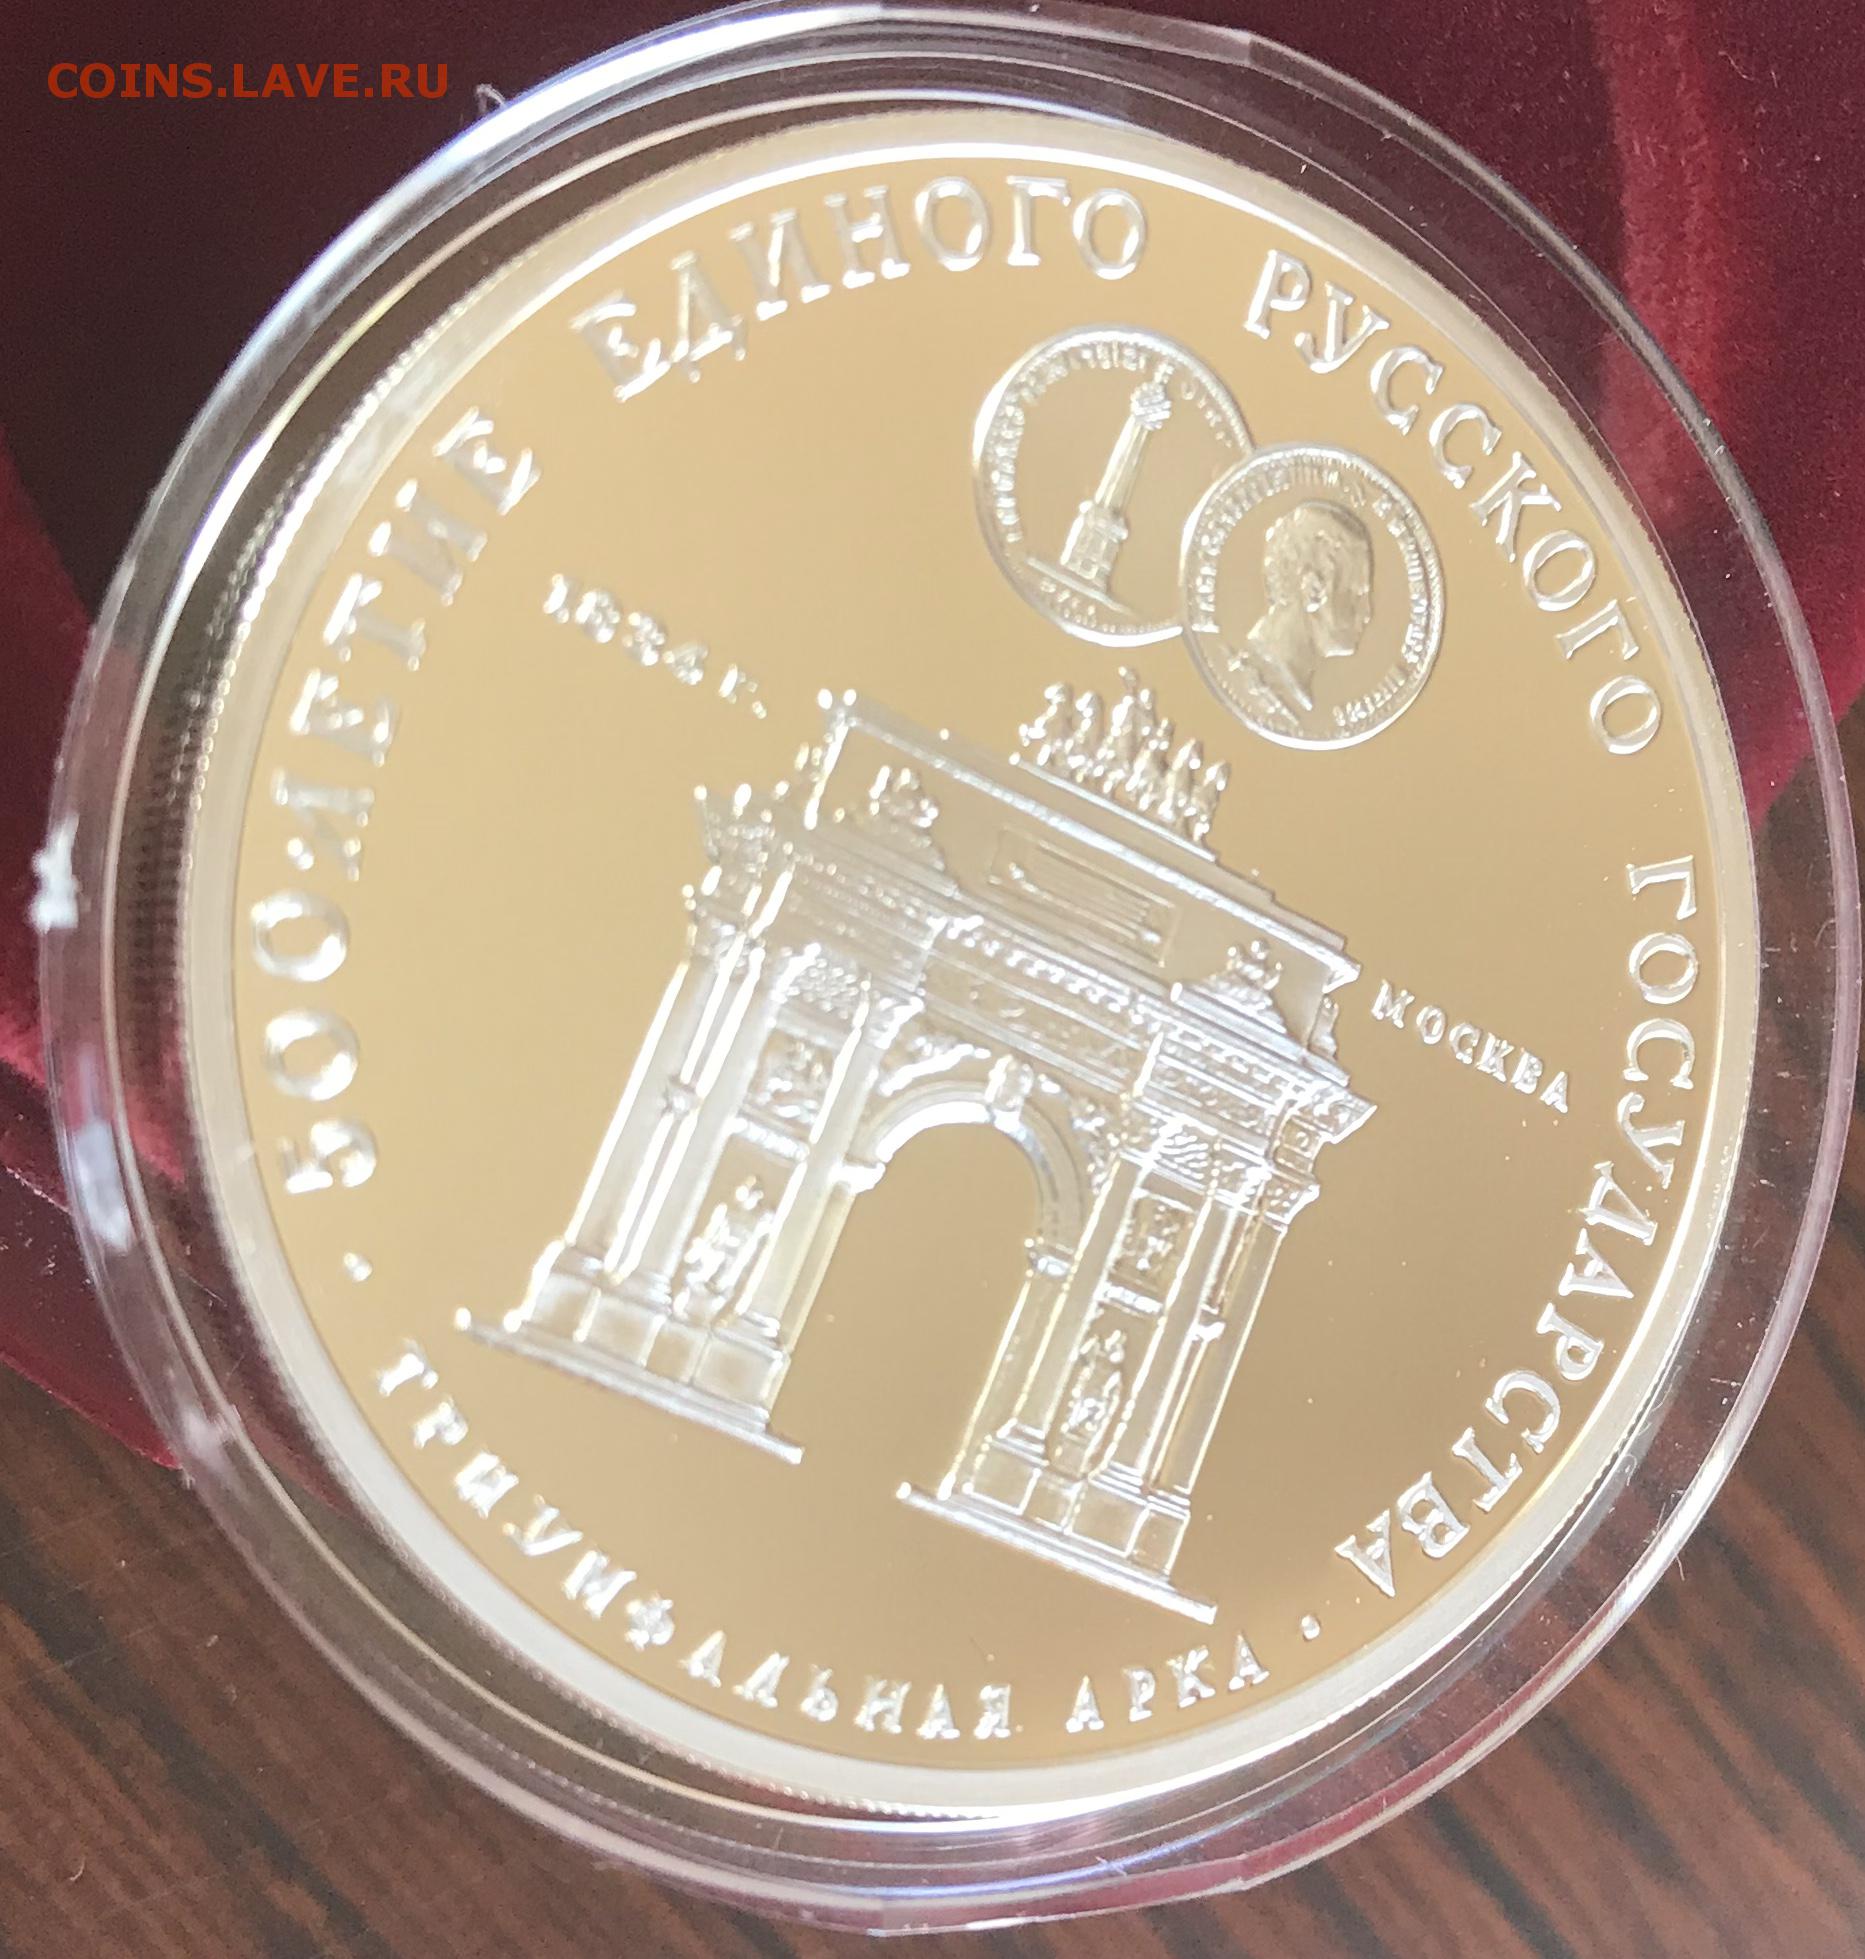 COINS.LAVE.RU
500-ЛЕТИЕ ЕДИНОГО РУССКОГО ГОСУДАРСТВА
1834 г.
МОСКВА
· ТРИУМФАЛЬНАЯ АРКА ·